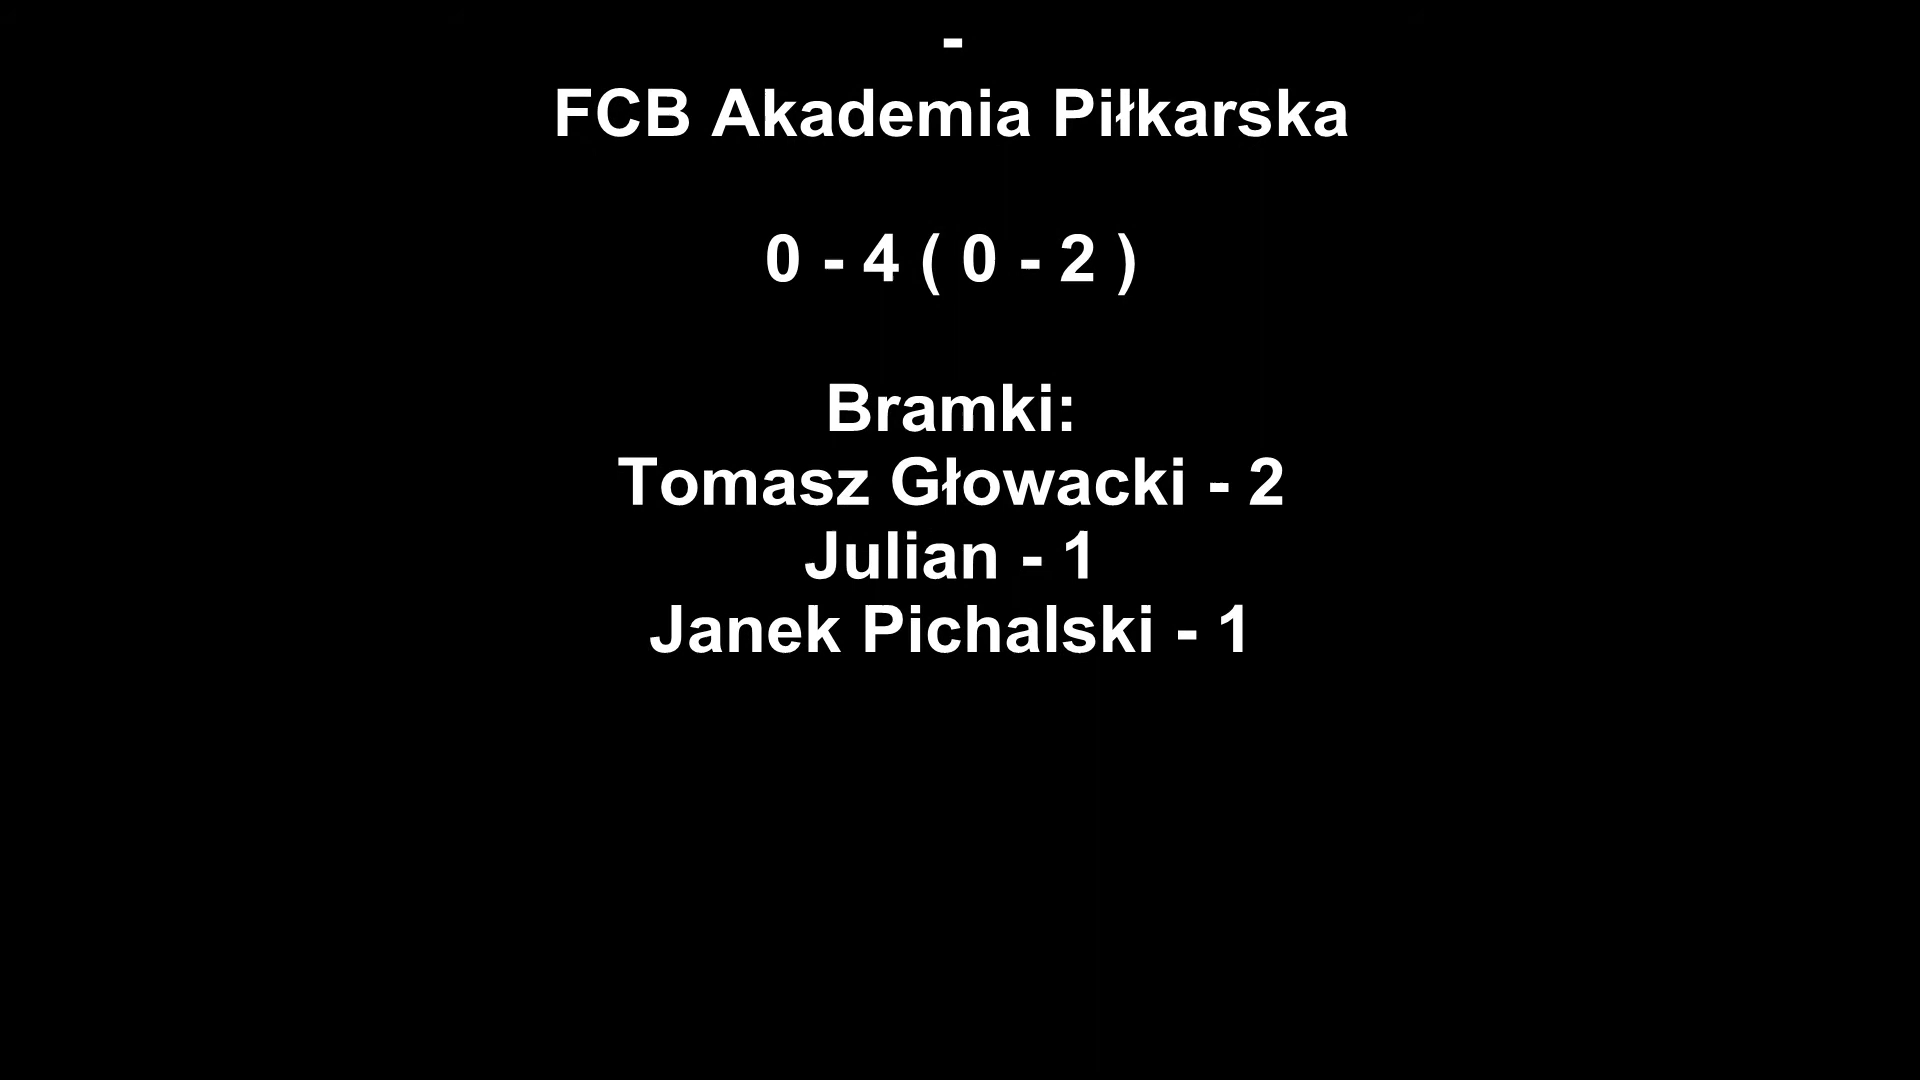 -
FCB Akademia Piłkarska
0 - 4 ( 0 - 2 )
Bramki:
Tomasz Głowacki - 2
Julian - 1
Janek Pichalski - 1